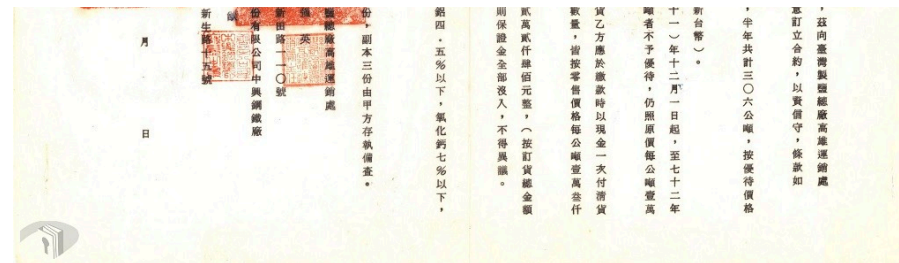 ，茲向臺灣製鹽總廠高雄運銷處
意訂立合約，以資信守，條款如
，半年共計三〇六公噸，按優待價格
新台幣）。
十一）年十二月一日起，至七十二年
噸者不予優待，仍照原價每公噸壹萬
貨乙方應於繳款時以現金一次付清貨
數量，皆按零售價格每公噸壹萬叁仟
貳萬貳仟肆佰元整，（按訂貨總金額
則保證金全部沒入，不得異議。
鋁四．五％以下，氧化鈣七％以下，
份，副本三份由甲方存執備查。
鹽總廠高雄運銷處
英
新田路一一〇號
份有限公司中興鋼鐵廠
新生路十五號
月
日